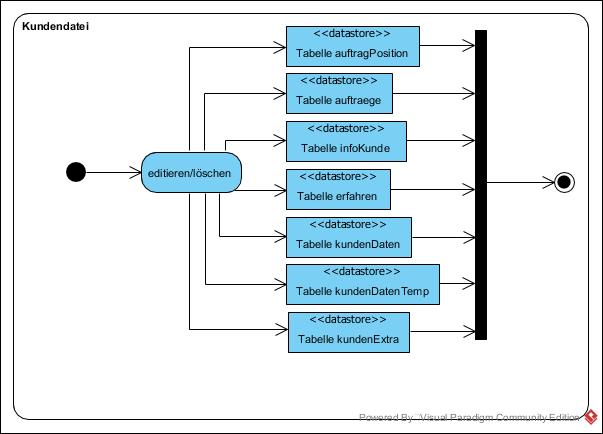 Kundendatei
<<datastore>>
Tabelle auftragPosition
<<datastore>>
Tabelle auftraege
<<datastore>>
Tabelle infoKunde
editieren/löschen
<<datastore>>
Tabelle erfahren
<<datastore>>
Tabelle kundenDaten
<<datastore>>
Tabelle kundenDatenTemp
<<datastore>>
Tabelle kundenExtra
Powered By Visual Paradigm Community Edition